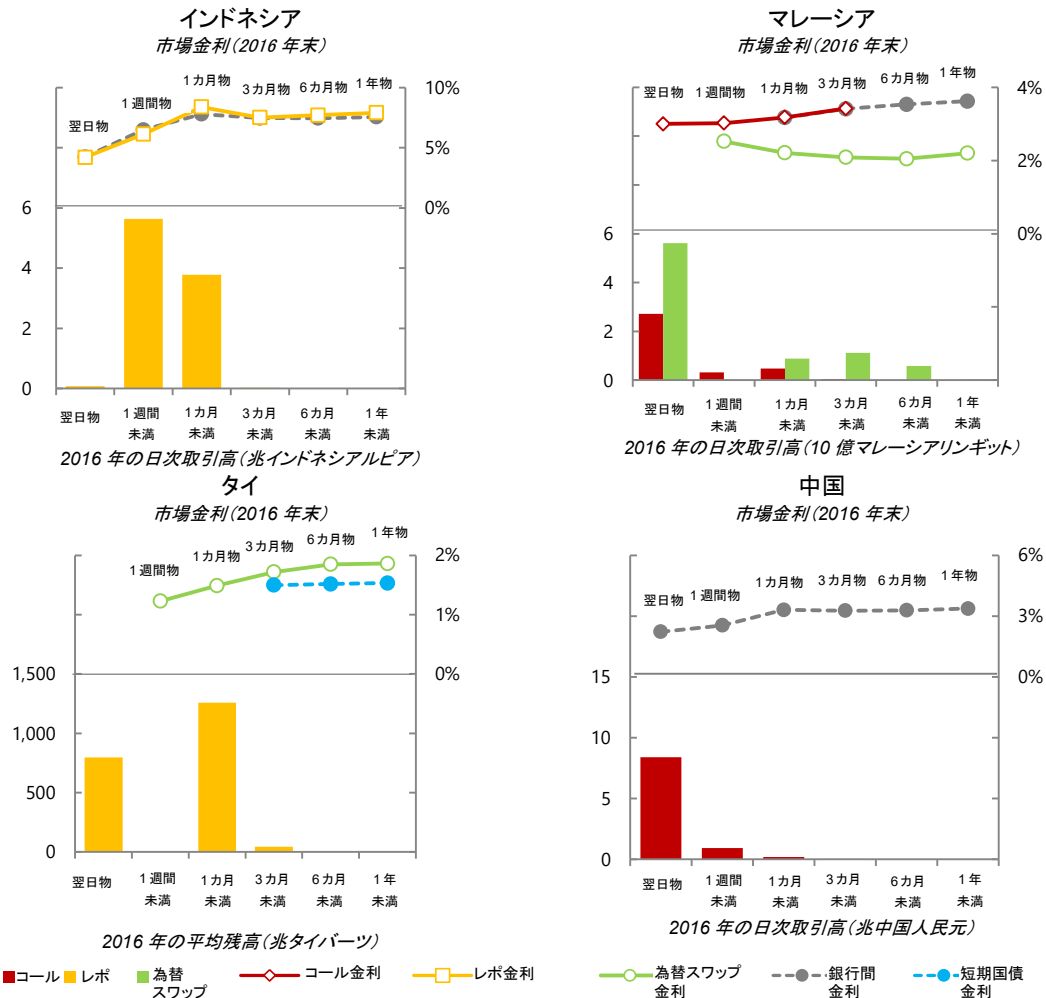 インドネシア
市場金利（2016 年末）
翌日物
1 週間物
1 カ月物
3 カ月物
6 カ月物
1 年物
10%
5%
0%
6
4
2
0
翌日物
1 週間
未満
1 カ月
未満
3 カ月
未満
6 カ月
未満
1 年
未満
2016 年の日次取引高（兆インドネシアルピア）
マレーシア
市場金利（2016 年末）
翌日物
1 週間物
1 カ月物
3 カ月物
6 カ月物
1 年物
4%
2%
0%
6
4
2
0
翌日物
1 週間
未満
1 カ月
未満
3 カ月
未満
6 カ月
未満
1 年
未満
2016 年の日次取引高（10 億マレーシアリンギット）
タイ
市場金利（2016 年末）
1 週間物
1 カ月物
3 カ月物
6 カ月物
1 年物
2%
1%
0%
1,500
1,000
500
0
翌日物
1 週間
未満
1 カ月
未満
3 カ月
未満
6 カ月
未満
1 年
未満
2016 年の平均残高（兆タイバーツ）
中国
市場金利（2016 年末）
翌日物
1 週間物
1 カ月物
3 カ月物
6 カ月物
1 年物
6%
3%
0%
15
10
5
0
翌日物
1 週間
未満
1 カ月
未満
3 カ月
未満
6 カ月
未満
1 年
未満
2016 年の日次取引高（兆中国人民元）
コール
レポ
為替
スワップ
コール金利
レポ金利
為替スワップ
金利
銀行間
金利
短期国債
金利